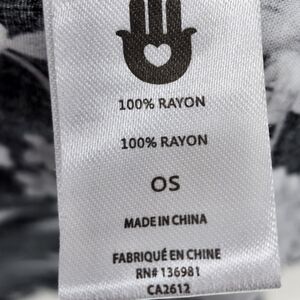 100% RAYON
100% RAYON
OS
MADE IN CHINA
FABRIQUÉ EN CHINE
RN# 136981
CA2612